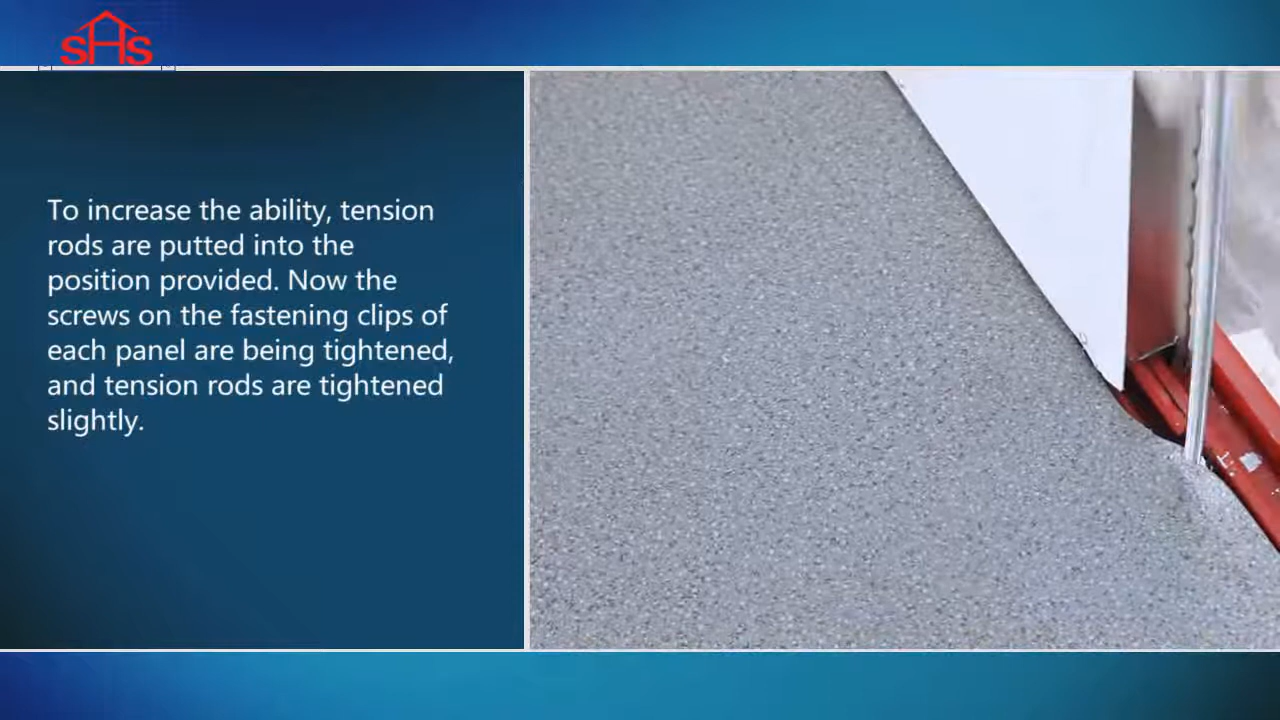 sHs
To increase the ability, tension
rods are putted into the
position provided. Now the
screws on the fastening clips of
each panel are being tightened,
and tension rods are tightened
slightly.